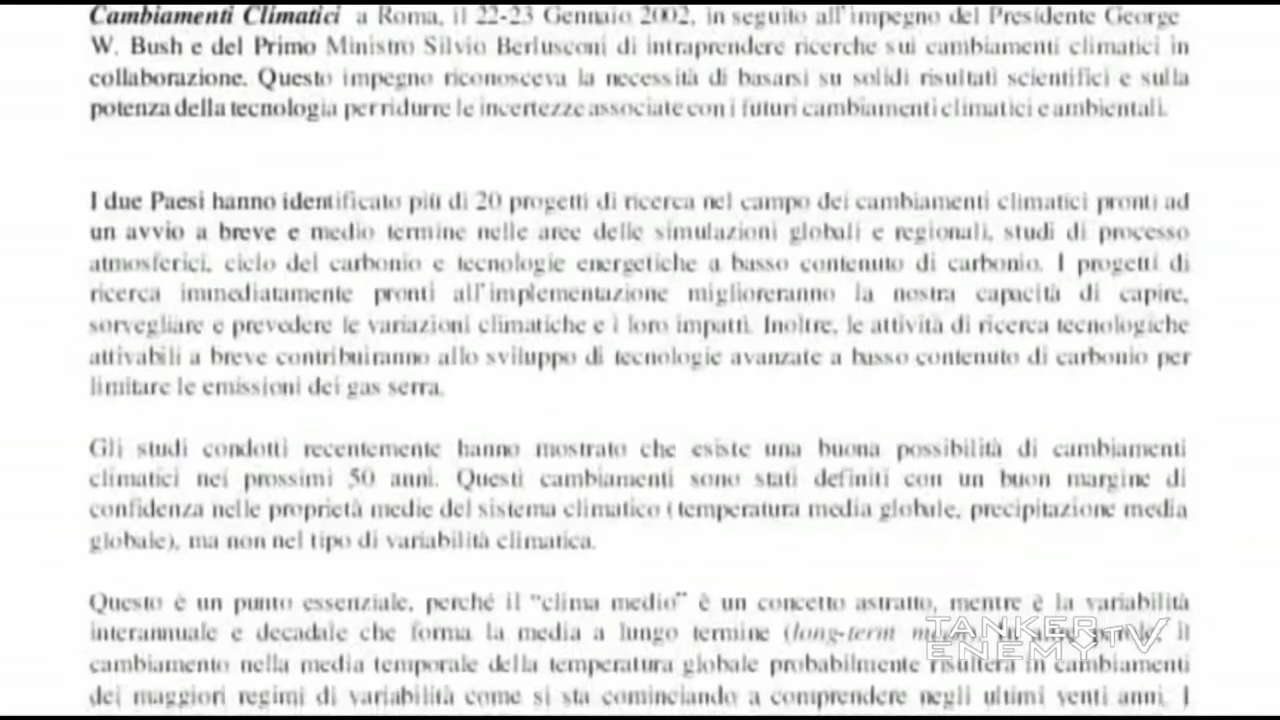 Cambiamenti Climatici a Roma, il 22-23 Gennaio 2002, in seguito all'impegno del Presidente George
W. Bush e del Primo Ministro Silvio Berlusconi di intraprendere ricerche sui cambiamenti climatici in
collaborazione. Questo impegno riconosceva la necessità di basarsi su solidi risultati scientifici e sulla
potenza della tecnologia per ridurre le incertezze associate con i futuri cambiamenti climatici e ambientali.
I due Paesi hanno identificato più di 20 progetti di ricerca nel campo dei cambiamenti climatici pronti ad
un avvio a breve e medio termine nelle aree delle simulazioni globali e regionali, studi di processo
atmosferici, ciclo del carbonio e tecnologie energetiche a basso contenuto di carbonio. I progetti di
ricerca immediatamente pronti all'implementazione miglioreranno la nostra capacità di capire,
sorvegliare e prevedere le variazioni climatiche e i loro impatti. Inoltre, le attività di ricerca tecnologiche
attivabili a breve contribuiranno allo sviluppo di tecnologie avanzate a basso contenuto di carbonio per
limitare le emissioni dei gas serra.
Gli studi condotti recentemente hanno mostrato che esiste una buona possibilità di cambiamenti
climatici nei prossimi 50 anni. Questi cambiamenti sono stati definiti con un buon margine di
confidenza nelle proprietà medie del sistema climatico (temperatura media globale, precipitazione media
globale), ma non nel tipo di variabilità climatica.
Questo è un punto essenziale, perché il "clima medio" è un concetto astratto, mentre è la variabilità
interannuale e decadale che forma la media a lungo termine (long-term il
cambiamento nella media temporale della temperatura globale probabilmente risulterà in cambiamenti
dei maggiori regimi di variabilità come si sta cominciando a comprendere negli ultimi venti anni. I
TANKER
ENEMY TV